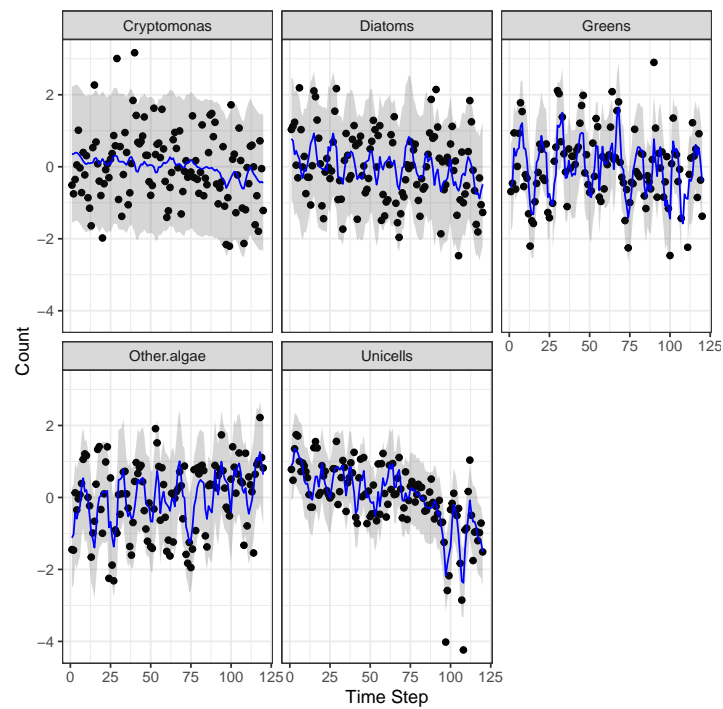 Cryptomonas Diatoms Greens
2
0
−2
−4
0 25 50 75 100 125
Other.algae Unicells
2
0
−2
−4
0 25 50 75 100 125 0 25 50 75 100 125
Count
Time Step